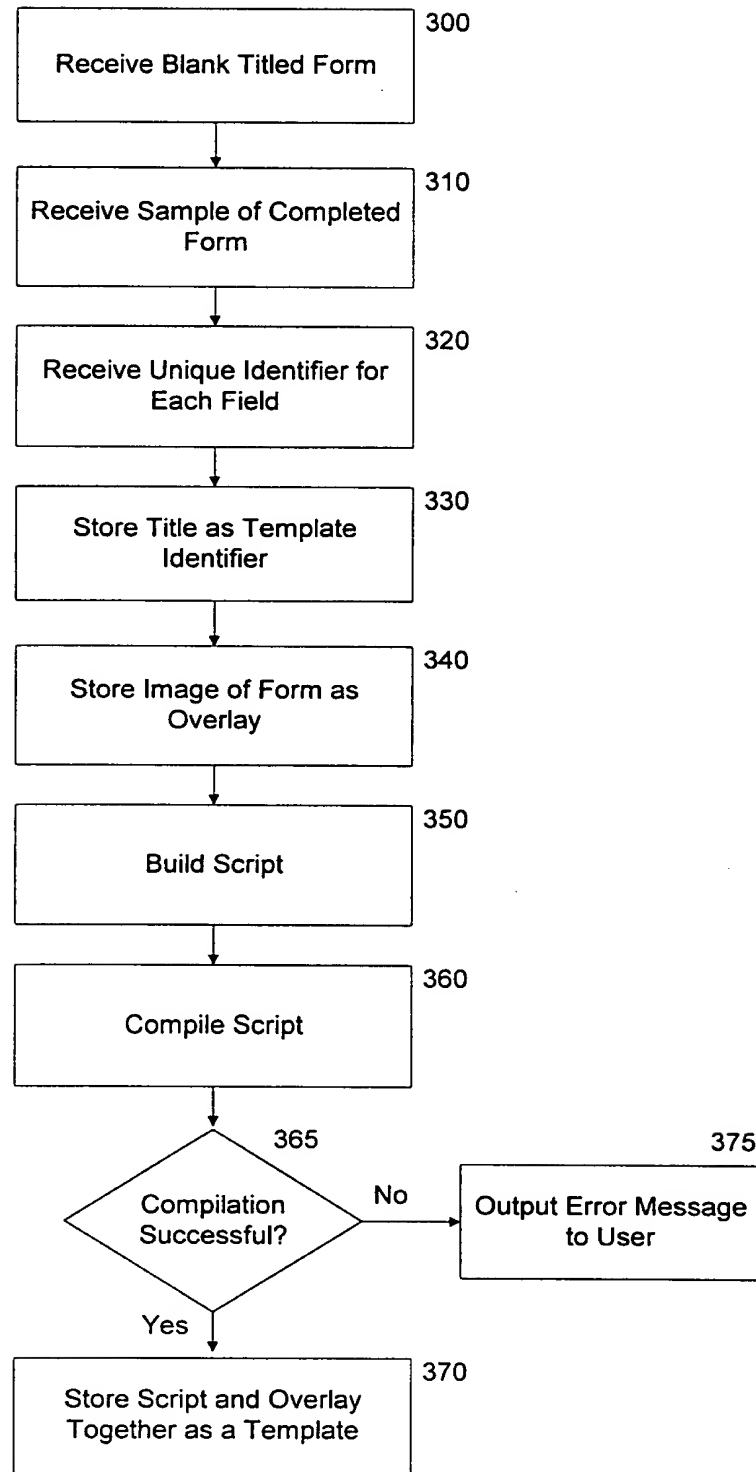 300
Receive Blank Titled Form
310
Receive Sample of Completed
Form
320
Receive Unique Identifier for
Each Field
330
Store Title as Template
Identifier
340
Store Image of Form as
Overlay
350
Build Script
360
Compile Script
365
Compilation
Successful?
No
375
Output Error Message
to User
Yes
370
Store Script and Overlay
Together as a Template